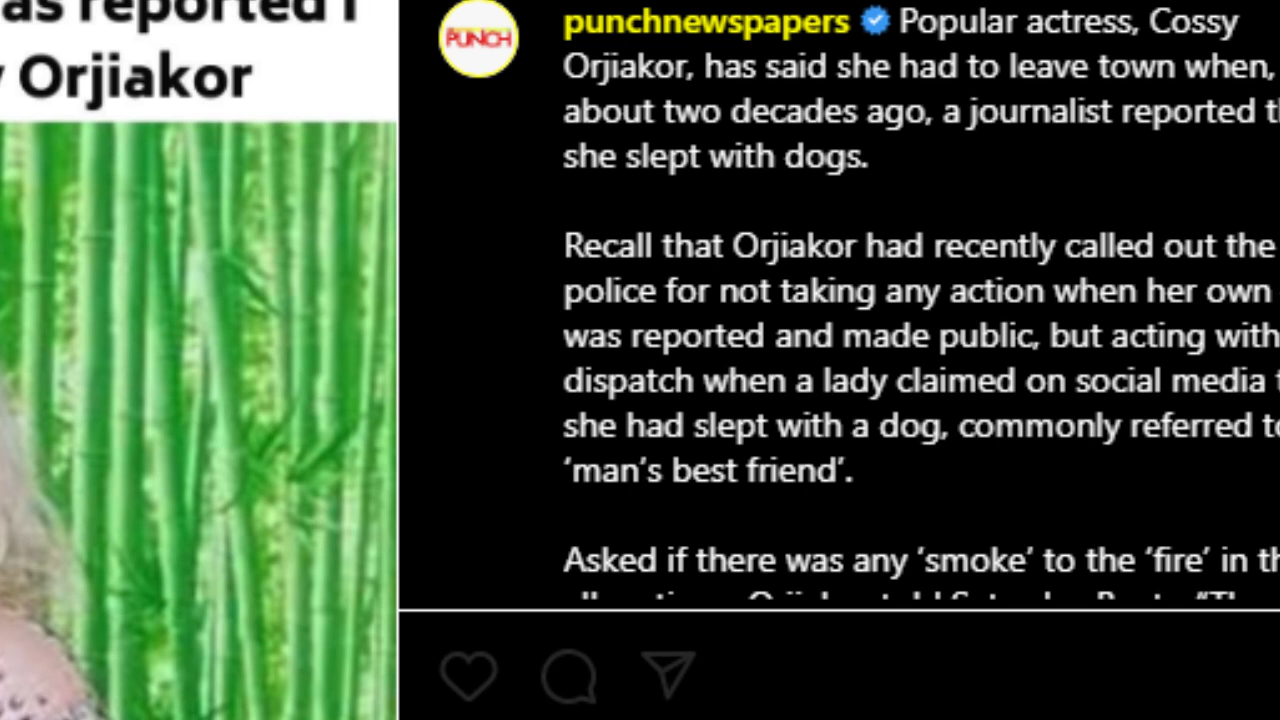 as reported I
y Orjiakor
PUNCH
punchnewspapers Popular actress, Cossy
Orjiakor, has said she had to leave town when,
about two decades ago, a journalist reported
she slept with dogs.
Recall that Orjiakor had recently called out the
police for not taking any action when her own
was reported and made public, but acting with
dispatch when a lady claimed on social media
she had slept with a dog, commonly referred
‘man’s best friend’.
Asked if there was any ‘smoke’ to the ‘fire’ in